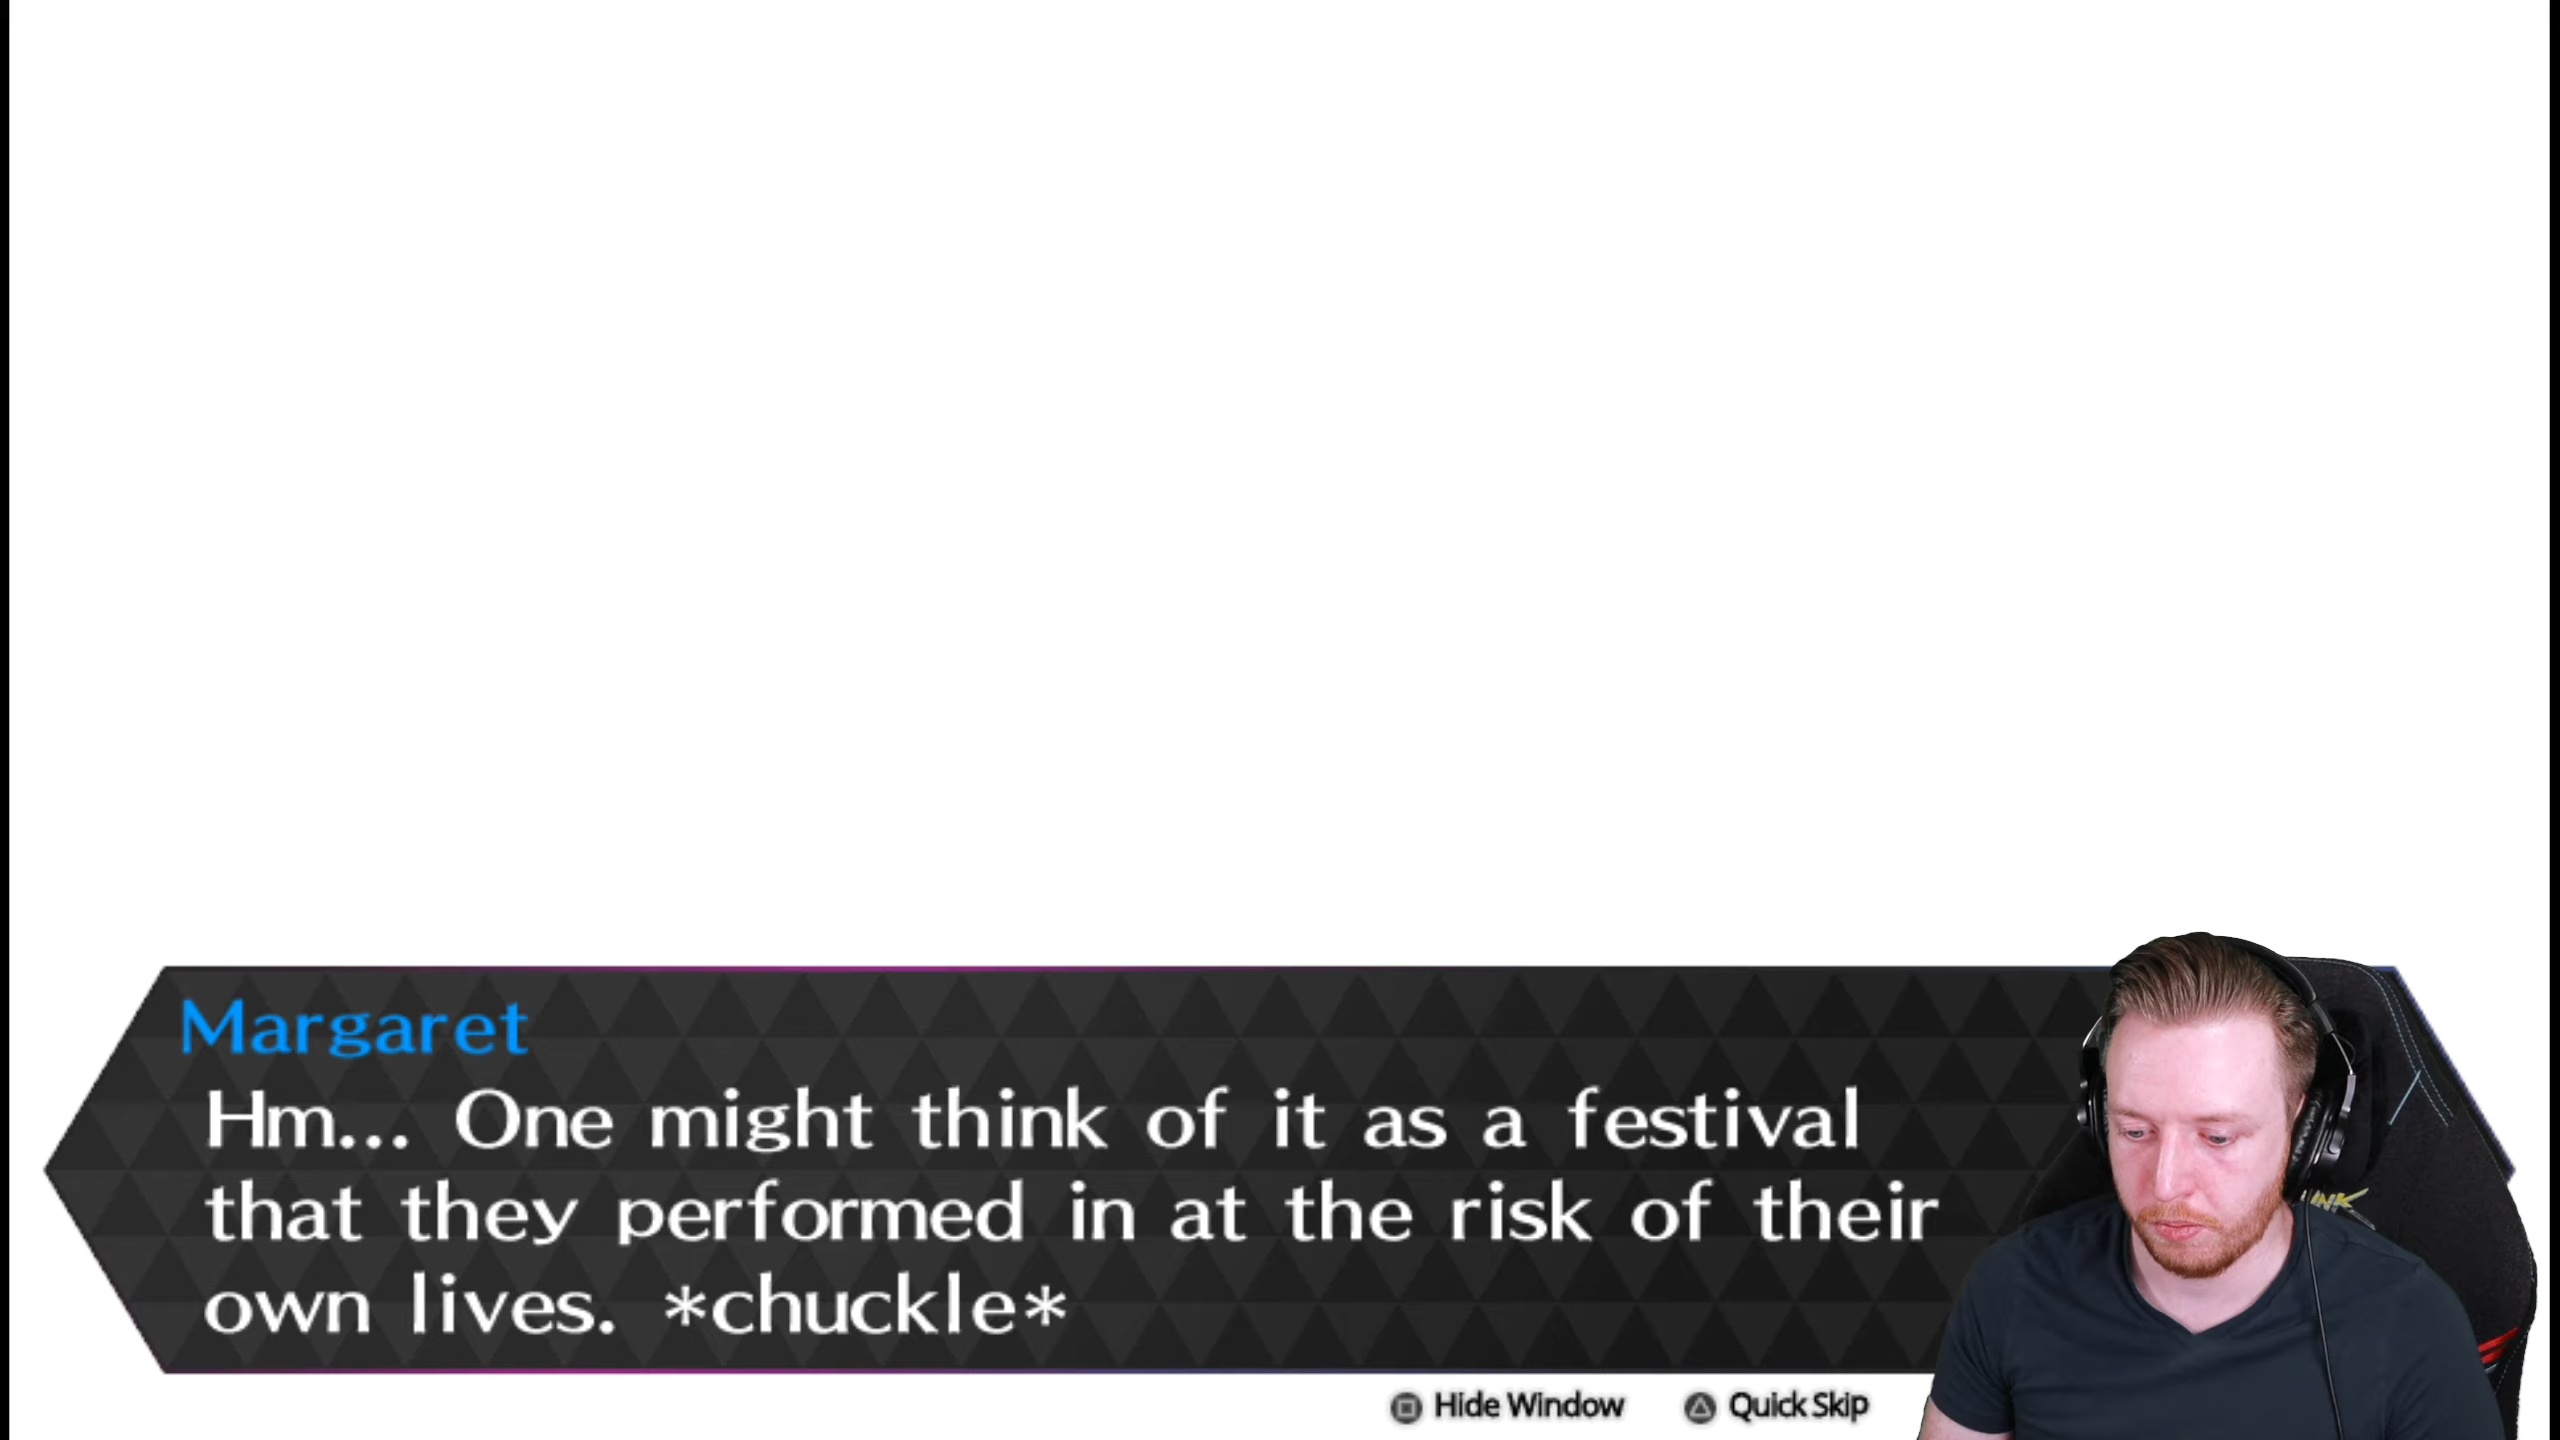 Margaret
Hm... One might think of it as a festival
that they performed in at the risk of their
own lives. *chuckle*
Hide Window Quick Skip